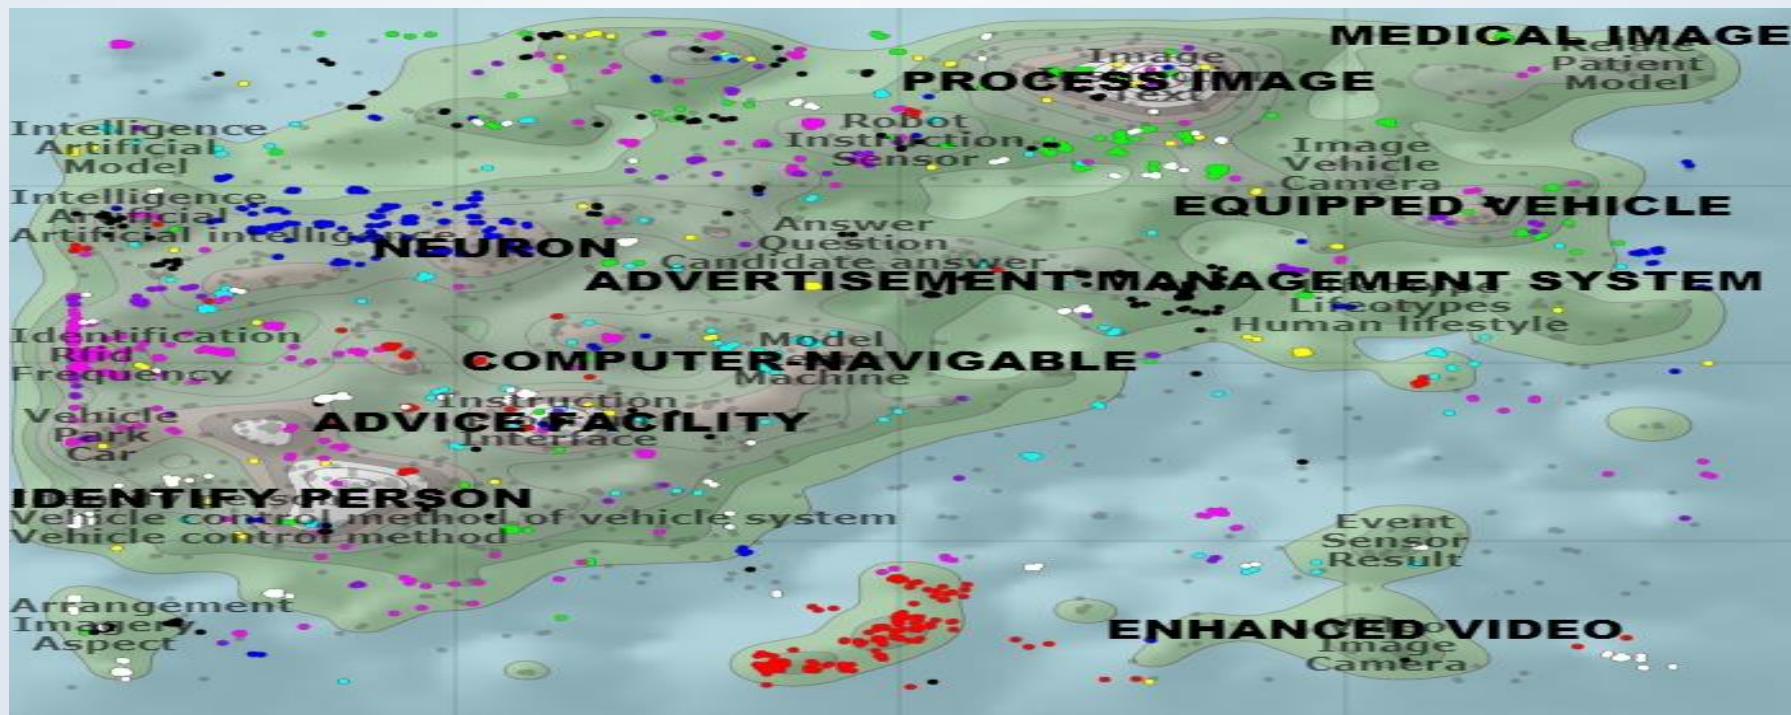 MEDICAL IMAGE
Relate
Patient
Model
Image
PROCESS IMAGE
Text
Intelligence
Artificial
Model
Robot
Instruction
Sensor
Image
Vehicle
Camera
Intelligence
Artificial
Artificial intelligence
EQUIPPED VEHICLE
NEURON
Answer
Question
Candidate answer
ADVERTISEMENT MANAGEMENT SYSTEM
Lifeotypes
Human lifestyle
Identification
Rfid
Frequency
Model
Machine
COMPUTER NAVIGABLE
Vehicle
Park
Car
Instruction
ADVICE FACILITY
Interface
IDENTIFY PERSON
Vehicle control method of vehicle system
Vehicle control method
Event
Sensor
Result
Arrangement
Imagery
Aspect
ENHANCED VIDEO
Video
Image
Camera